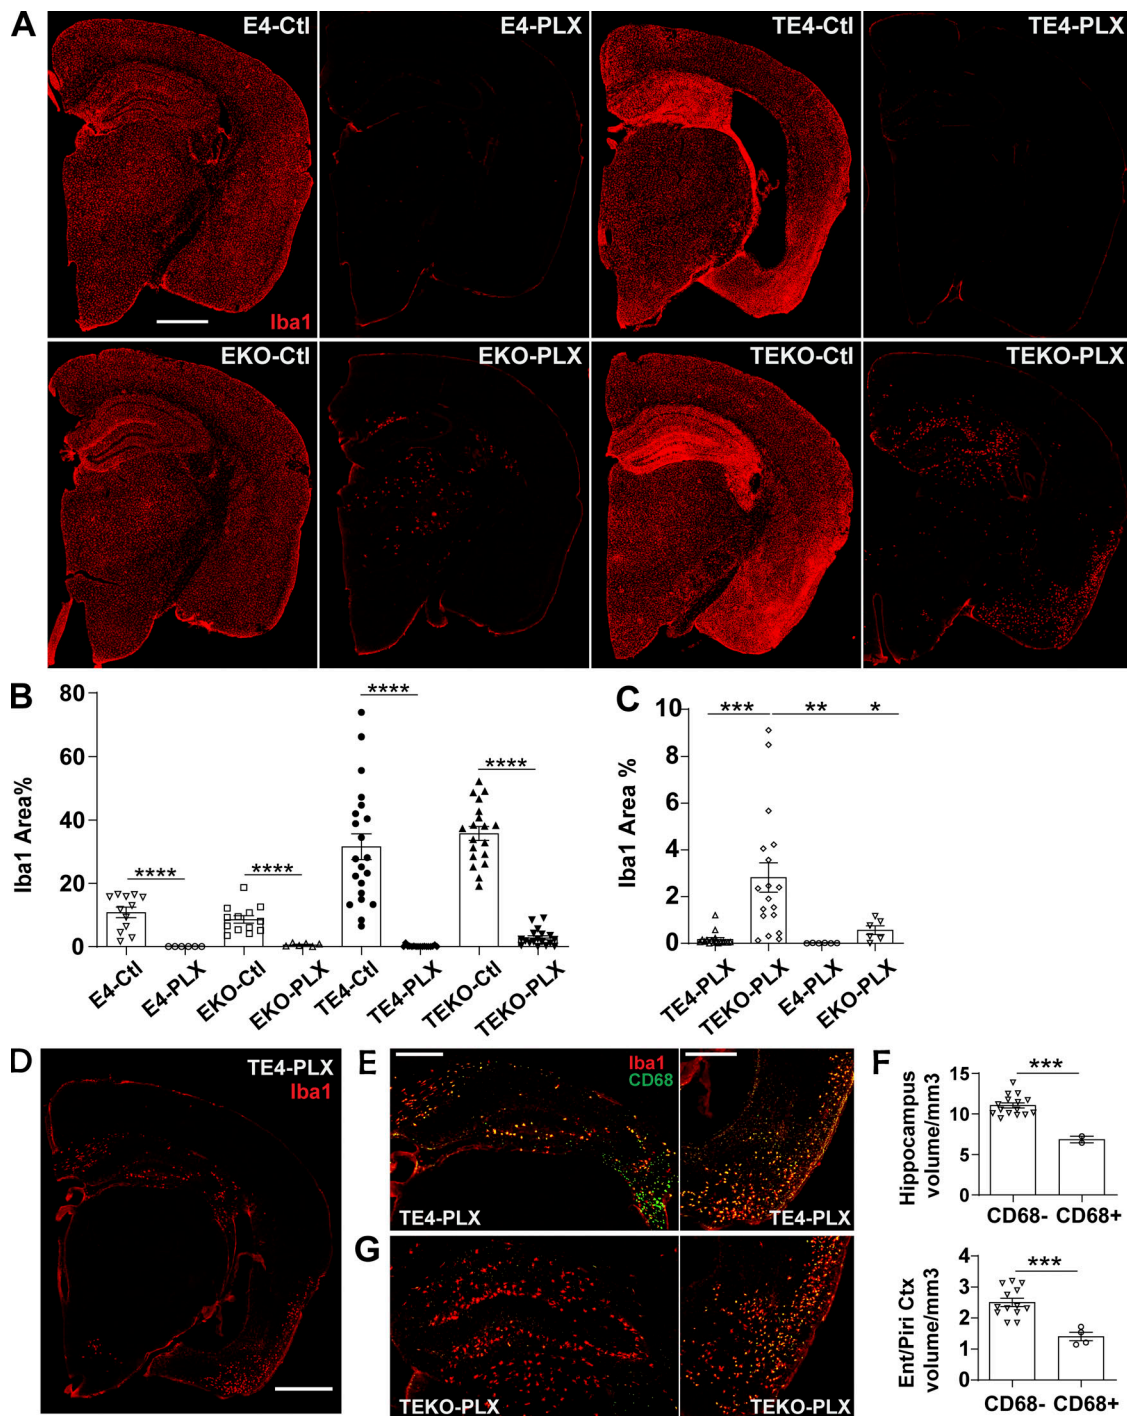 A
E4-Ctl
E4-PLX
TE4-Ctl
TE4-PLX
Iba1
EKO-Ctl
EKO-PLX
TEKO-Ctl
TEKO-PLX
B
Iba1 Area%
80
60
40
20
0
****
****
****
****
E4-Ctl
E4-PLX
EKO-Ctl
EKO-PLX
TE4-Ctl
TE4-PLX
TEKO-Ctl
TEKO-PLX
C
Iba1 Area %
10
8
6
4
2
0
***
**
*
TE4-PLX
TEKO-PLX
E4-PLX
EKO-PLX
D
TE4-PLX
Iba1
E
Iba1
CD68
TE4-PLX
TE4-PLX
F
Hippocampus
volume/mm3
15
10
5
0
***
CD68-
CD68+
Ent/Piri Ctx
volume/mm3
4
3
2
1
0
***
CD68-
CD68+
G
TEKO-PLX
TEKO-PLX